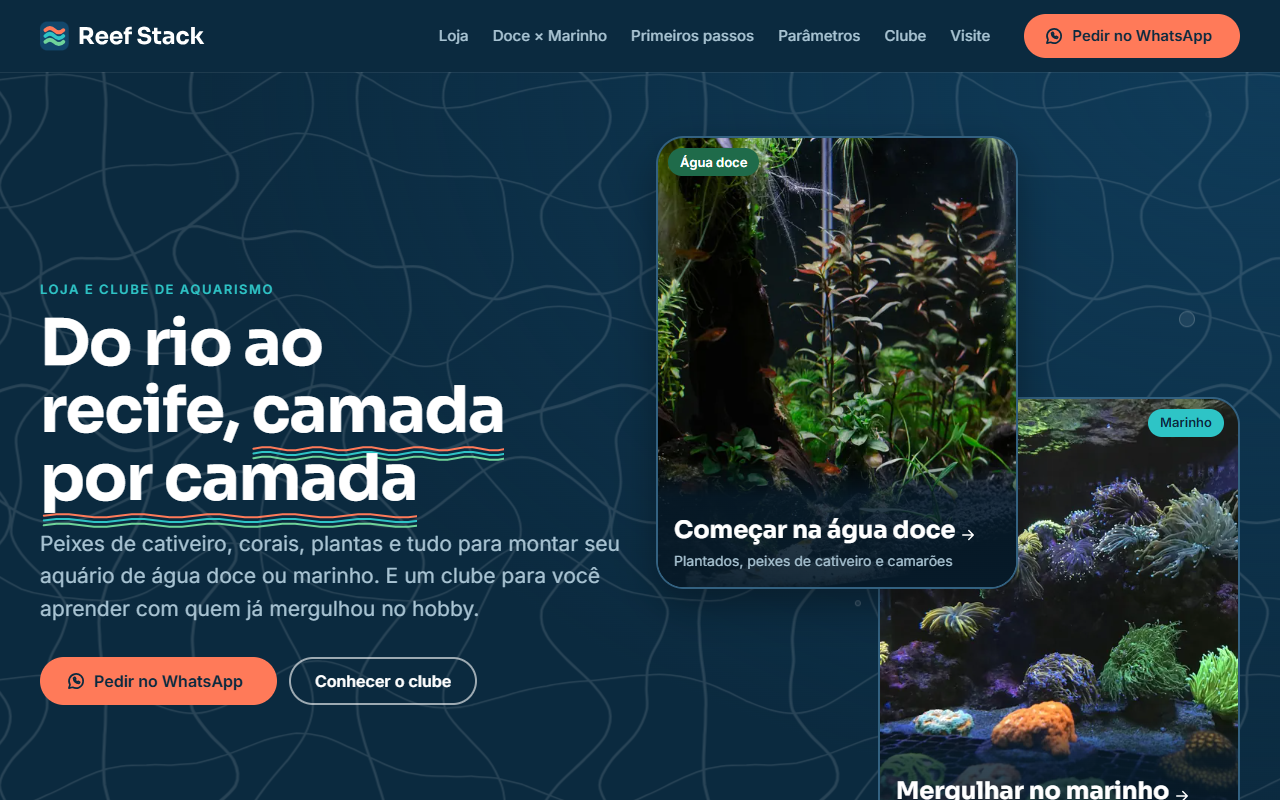 Reef Stack
Loja
Doce × Marinho
Primeiros passos
Parâmetros
Clube
Visite
Pedir no WhatsApp
LOJA E CLUBE DE AQUARISMO
Do rio ao
recife, camada
por camada
Peixes de cativeiro, corais, plantas e tudo para montar seu
aquário de água doce ou marinho. E um clube para você
aprender com quem já mergulhou no hobby.
Pedir no WhatsApp
Conhecer o clube
Água doce
Começar na água doce →
Plantados, peixes de cativeiro e camarões
Marinho
Mergulhar no marinho →